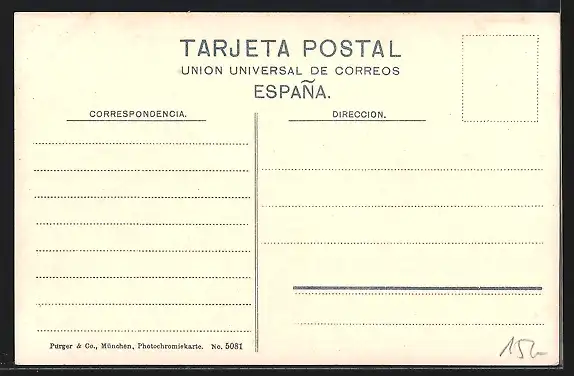 TARJETA POSTAL
UNION UNIVERSAL DE CORREOS
ESPAÑA.
CORRESPONDENCIA.
DIRECCION.
Purger & Co., München, Photochromiekarte. No. 5081